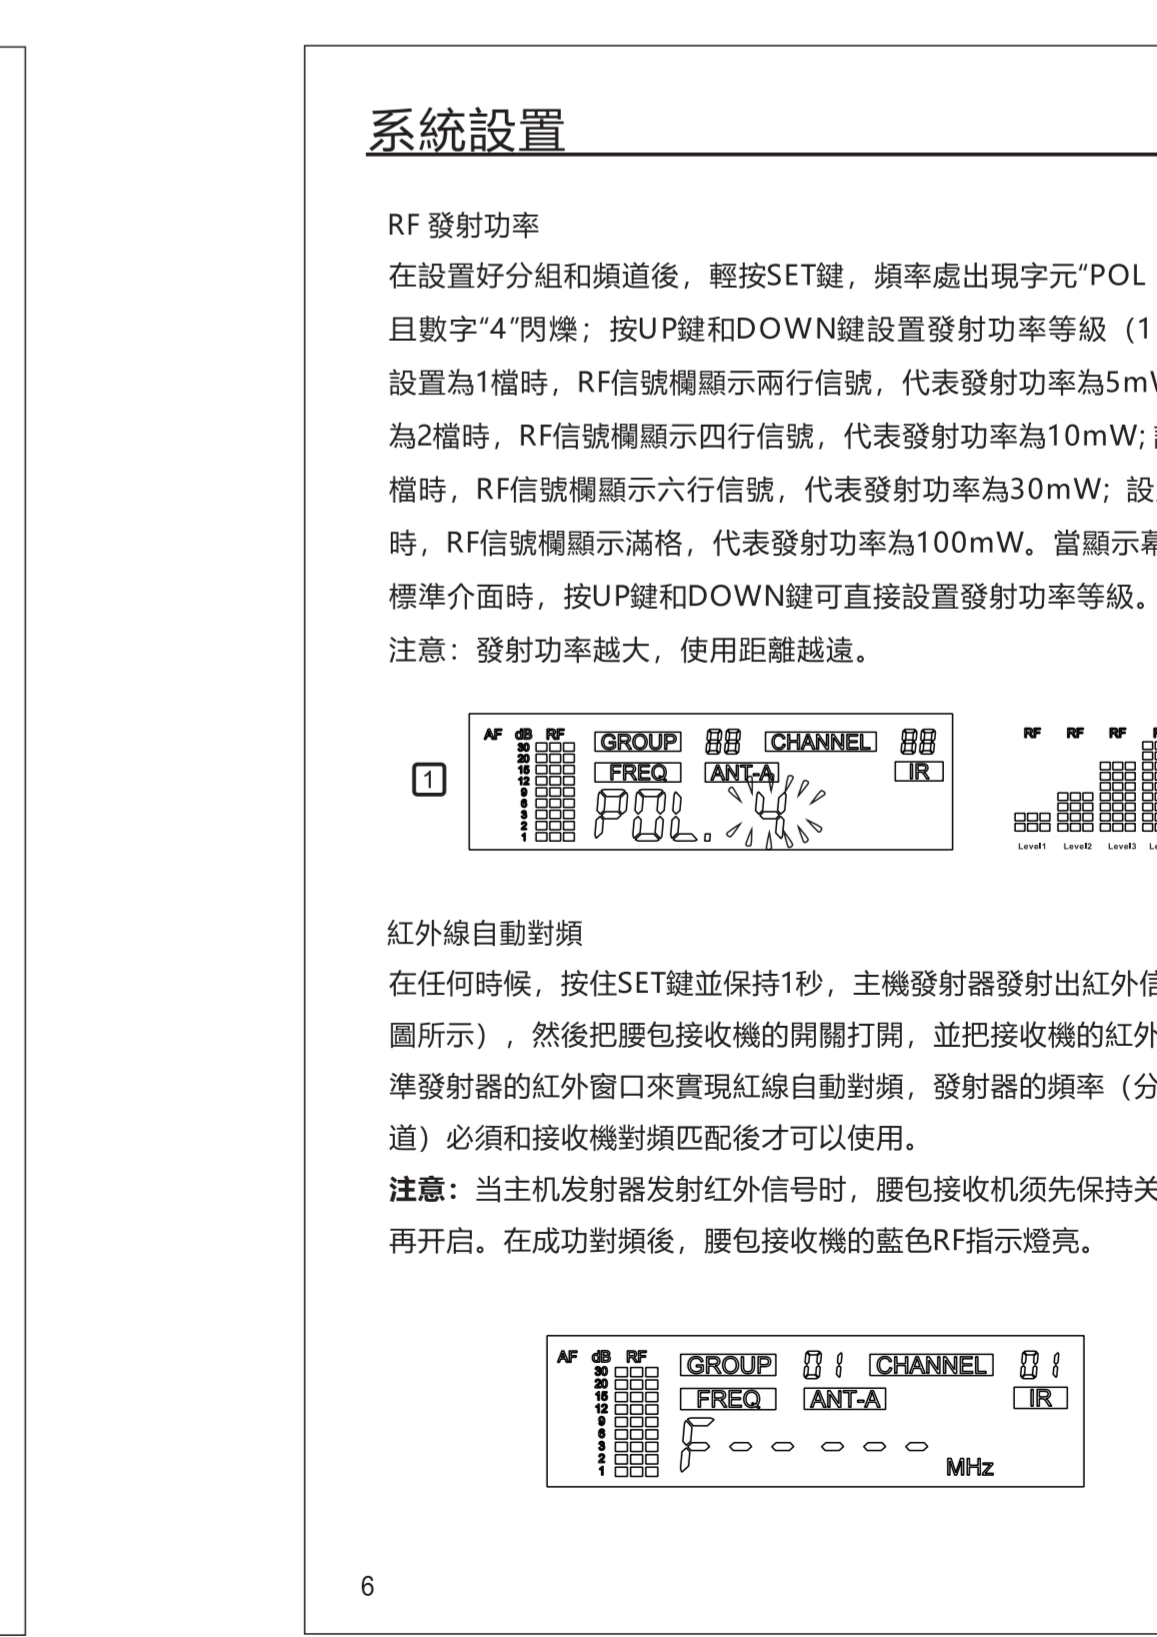 系統設置
RF 發射功率
在設置好分組和頻道後，輕按SET鍵，頻率處出現字元“POL
且數字“4”閃爍；按UP鍵和DOWN鍵設置發射功率等級（1
設置為1檔時，RF信號欄顯示兩行信號，代表發射功率為5m
為2檔時，RF信號欄顯示四行信號，代表發射功率為10mW;
檔時，RF信號欄顯示六行信號，代表發射功率為30mW；設
時，RF信號欄顯示滿格，代表發射功率為100mW。當顯示幕
標準介面時，按UP鍵和DOWN鍵可直接設置發射功率等級。
注意：發射功率越大，使用距離越遠。
1
AF dB RF GROUP 88 CHANNEL 88
FREQ ANT-A IR
30
20
15
12
9
6
3
2
1
POL. 4
RF RF RF
Level1 Level2 Level3
紅外線自動對頻
在任何時候，按住SET鍵並保持1秒，主機發射器發射出紅外信
圖所示），然後把腰包接收機的開關打開，並把接收機的紅外
準發射器的紅外窗口來實現紅線自動對頻，發射器的頻率（分
道）必須和接收機對頻匹配後才可以使用。
注意：当主机发射器发射红外信号时，腰包接收机须先保持关
再开启。在成功對頻後，腰包接收機的藍色RF指示燈亮。
AF dB RF GROUP 01 CHANNEL 01
FREQ ANT-A IR
30
20
15
12
9
6
3
2
1
F- - - - - -
MHz
6